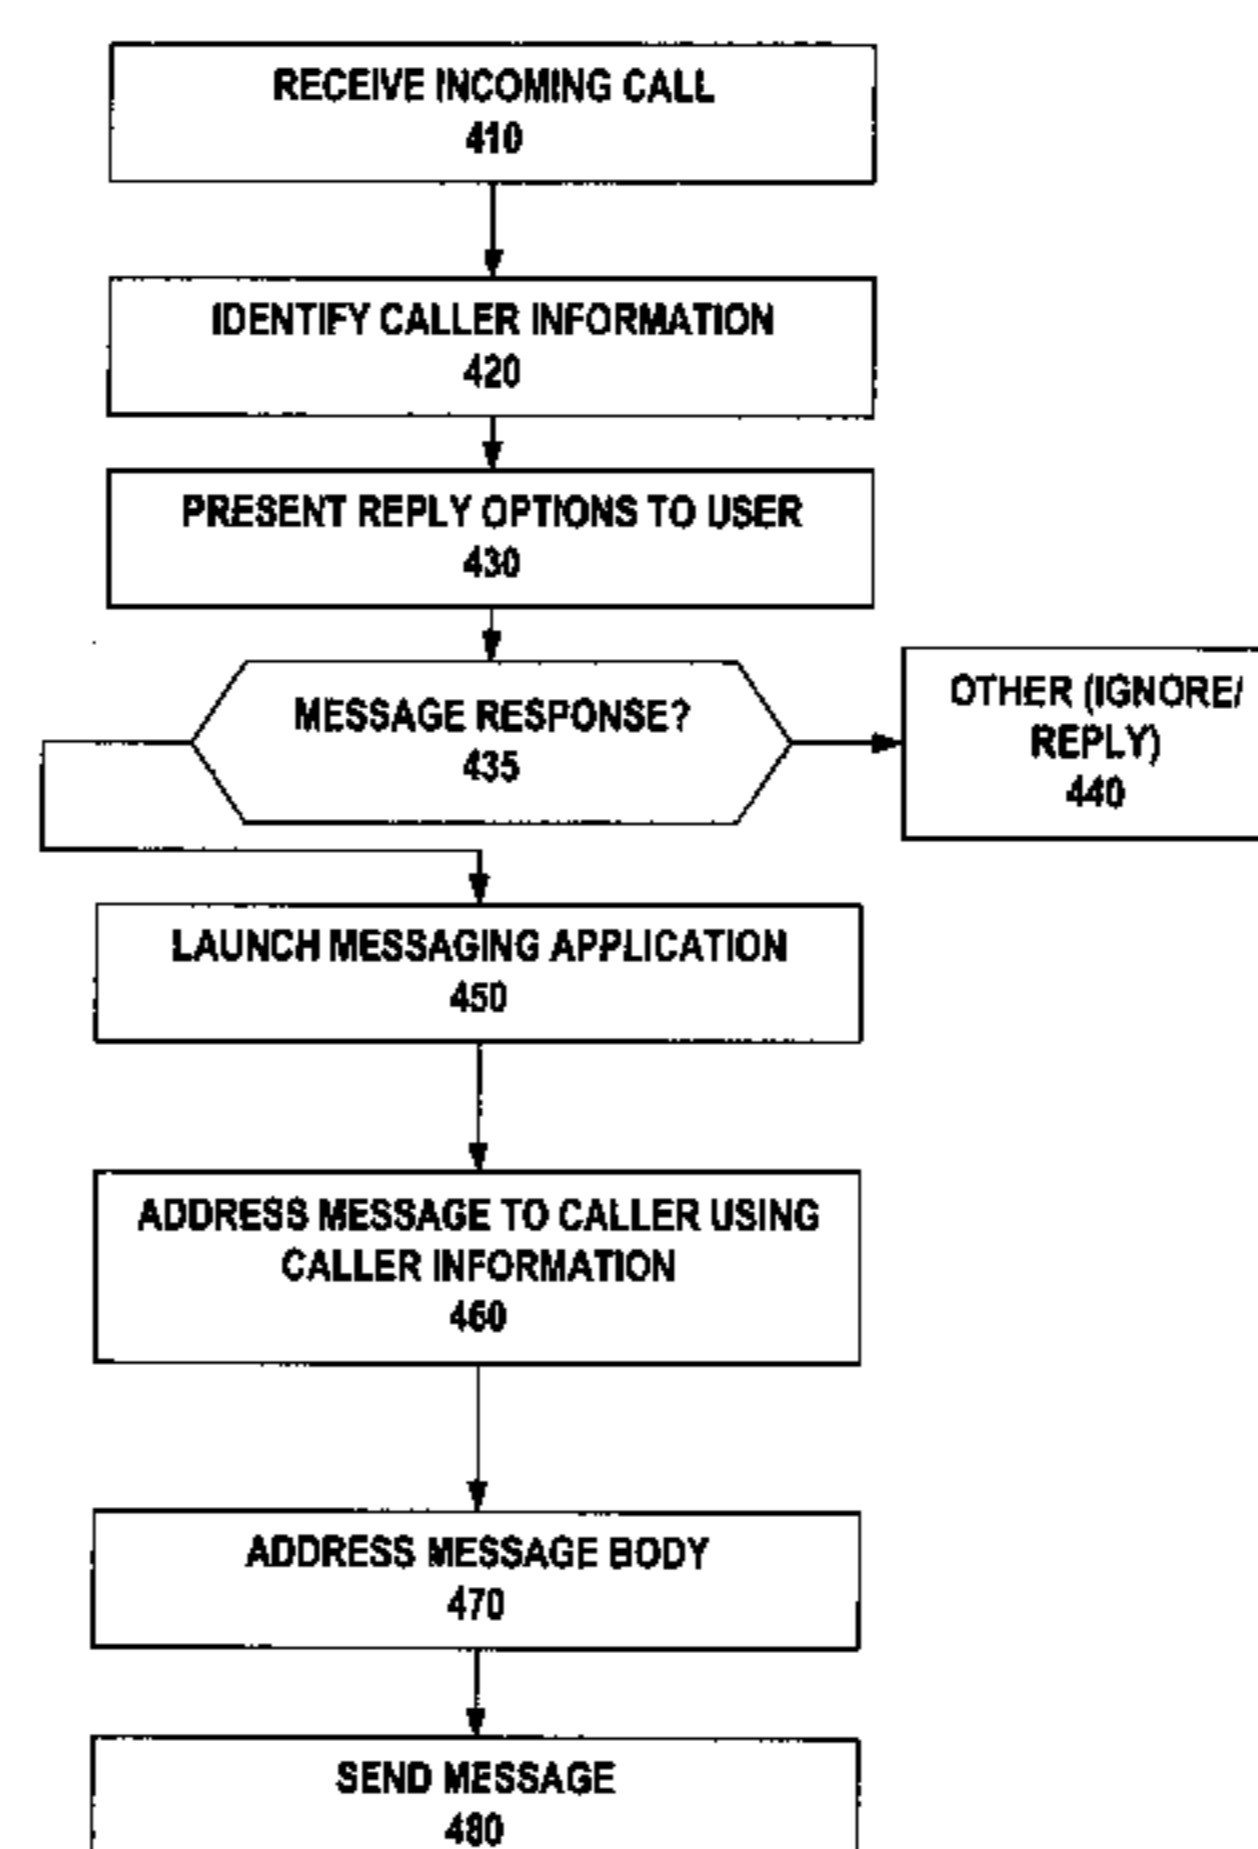 RECEIVE INCOMING CALL
410
IDENTIFY CALLER INFORMATION
420
PRESENT REPLY OPTIONS TO USER
430
MESSAGE RESPONSE?
435
OTHER (IGNORE/
REPLY)
440
LAUNCH MESSAGING APPLICATION
450
ADDRESS MESSAGE TO CALLER USING
CALLER INFORMATION
460
ADDRESS MESSAGE BODY
470
SEND MESSAGE
480